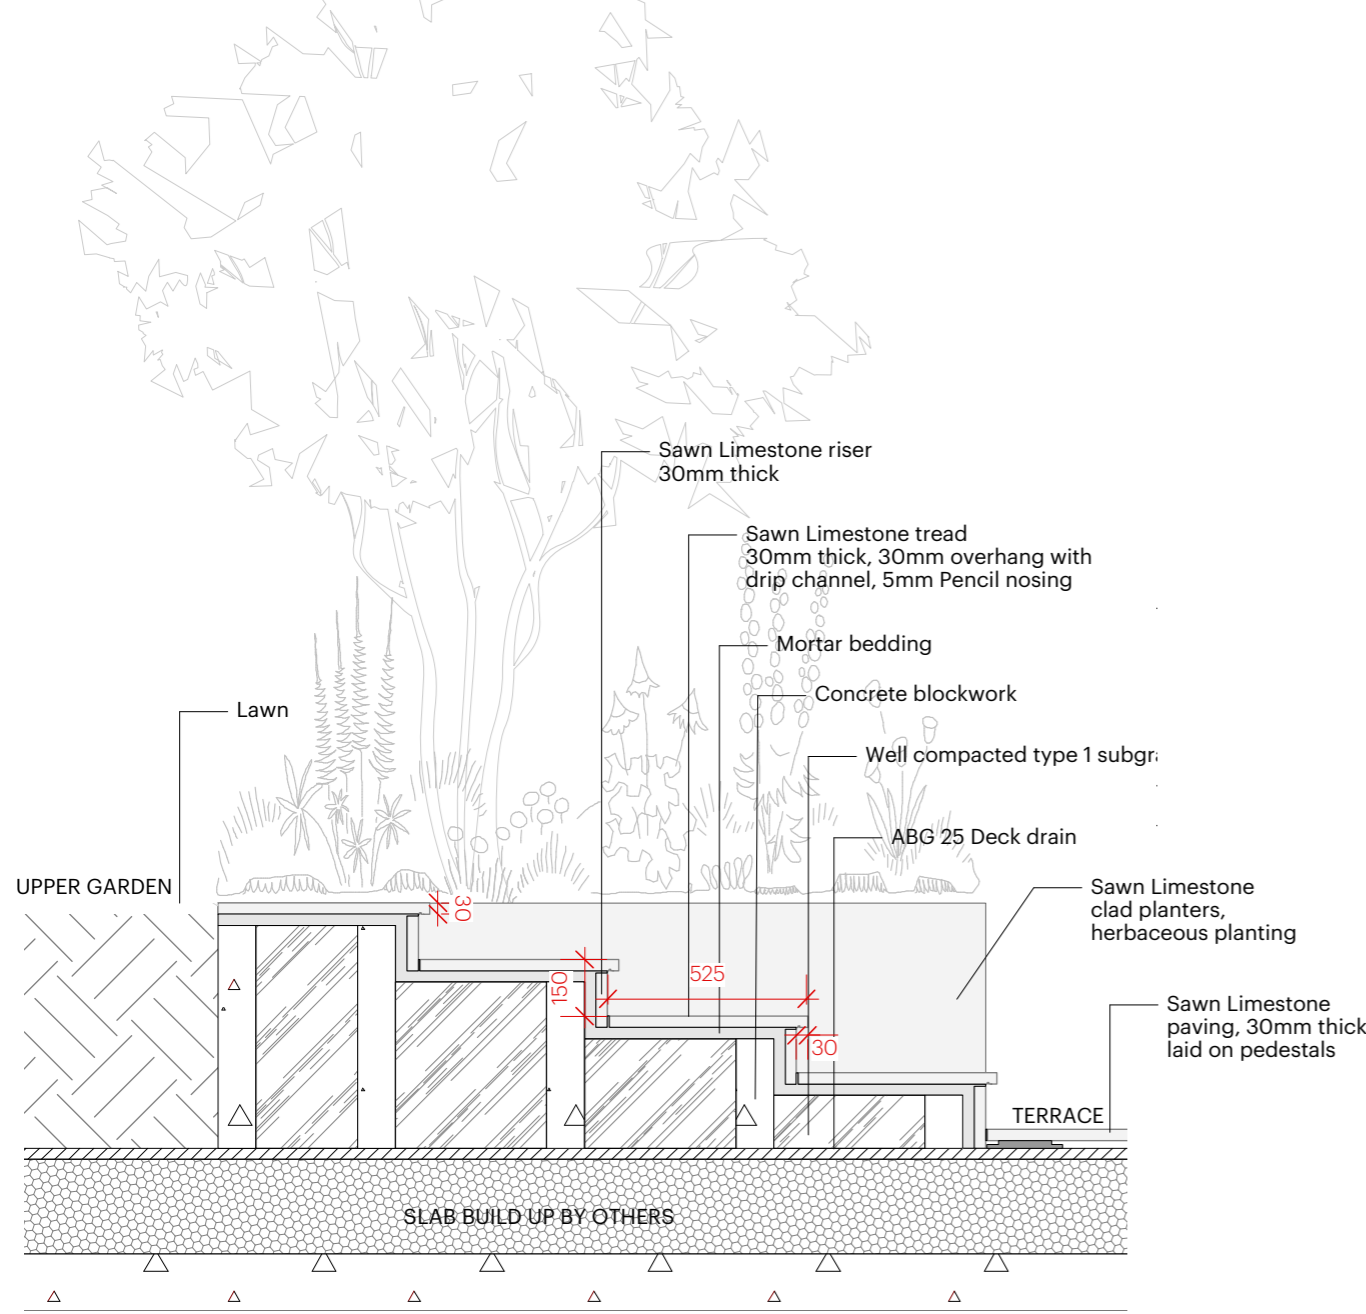 Sawn Limestone riser
30mm thick
Sawn Limestone tread
30mm thick, 30mm overhang with
drip channel, 5mm Pencil nosing
Mortar bedding
Concrete blockwork
Lawn
Well compacted type 1
ABG 25 Deck drain
UPPER GARDEN
Sawn Limestone
clad planters,
herbaceous planting
30
525
150
Sawn Limestone
paving, 30mm thick
laid on pedestals
30
TERRACE
SLAB BUILD UP BY OTHERS